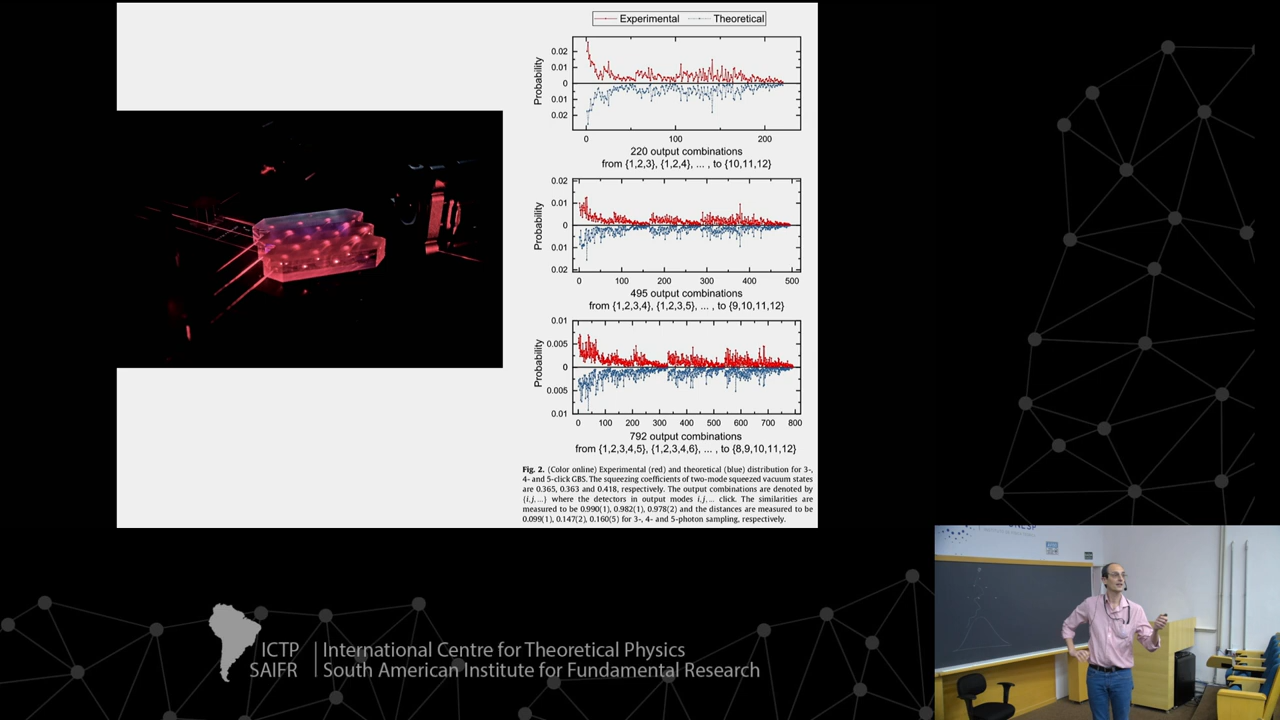 Experimental Theoretical
Probability
0.02
0.01
0
0.01
0.02
0 100 200
220 output combinations
from {1,2,3}, {1,2,4}, ... , to {10,11,12}
Probability
0.02
0.01
0
0.01
0.02
0 100 200 300 400 500
495 output combinations
from {1,2,3,4}, {1,2,3,5}, ... , to {9,10,11,12}
Probability
0.01
0.005
0
0.005
0.01
0 100 200 300 400 500 600 700 800
792 output combinations
from {1,2,3,4,5}, {1,2,3,4,6}, ... , to {8,9,10,11,12}
Fig. 2. (Color online) Experimental (red) and theoretical (blue) distribution for 3-,
4- and 5-click GBS. The squeezing coefficients of two-mode squeezed vacuum states
are 0.365, 0.363 and 0.418, respectively. The output combinations are denoted by
{i,j,...} where the detectors in output modes i,j,... click. The similarities are
measured to be 0.990(1), 0.982(1), 0.978(2) and the distances are measured to be
0.099(1), 0.147(2), 0.160(5) for 3-, 4- and 5-photon sampling, respectively.
ICTP International Centre for Theoretical Physics
SAIFR South American Institute for Fundamental Research